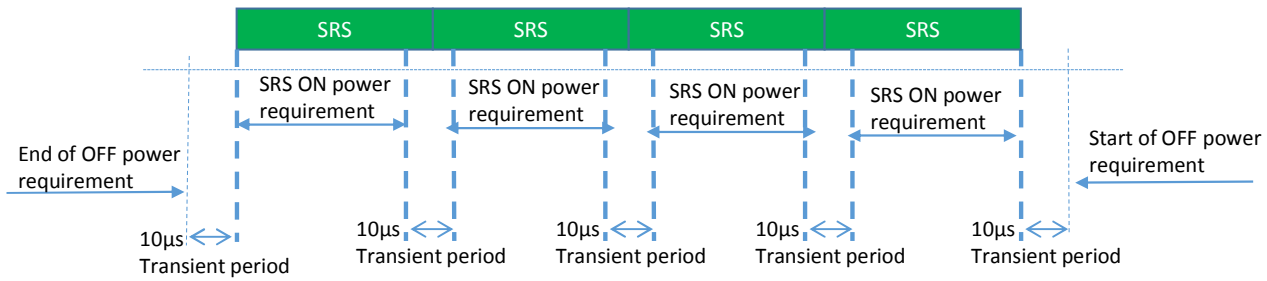 SRS SRS SRS SRS
SRS ON power
requirement
SRS ON power
requirement
SRS ON power
requirement
SRS ON power
requirement
End of OFF power
requirement
Start of OFF power
requirement
10µs
Transient period
10µs
Transient period
10µs
Transient period
10µs
Transient period
10µs
Transient period